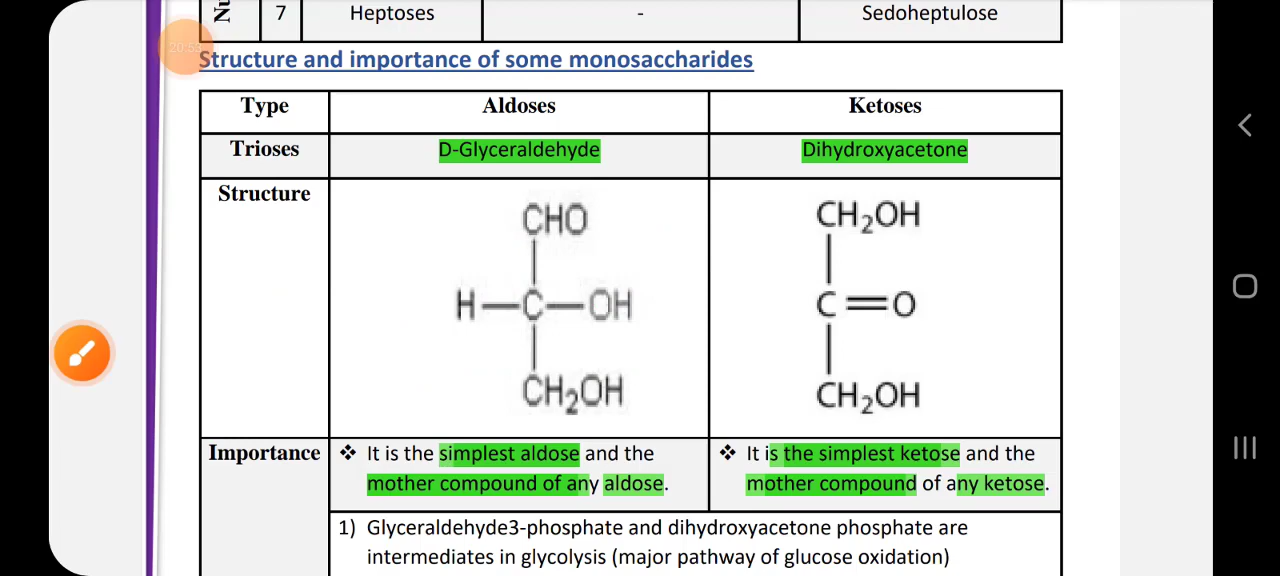 Nu 7 Heptoses - Sedoheptulose
20:53
Structure and importance of some monosaccharides
Type Aldoses Ketoses
Trioses D-Glyceraldehyde Dihydroxyacetone
Structure
CHO CH₂OH
H—C—OH C=O
CH₂OH CH₂OH
Importance ❖ It is the simplest aldose and the ❖ It is the simplest ketose and the
mother compound of any aldose. mother compound of any ketose.
1) Glyceraldehyde3-phosphate and dihydroxyacetone phosphate are
intermediates in glycolysis (major pathway of glucose oxidation)